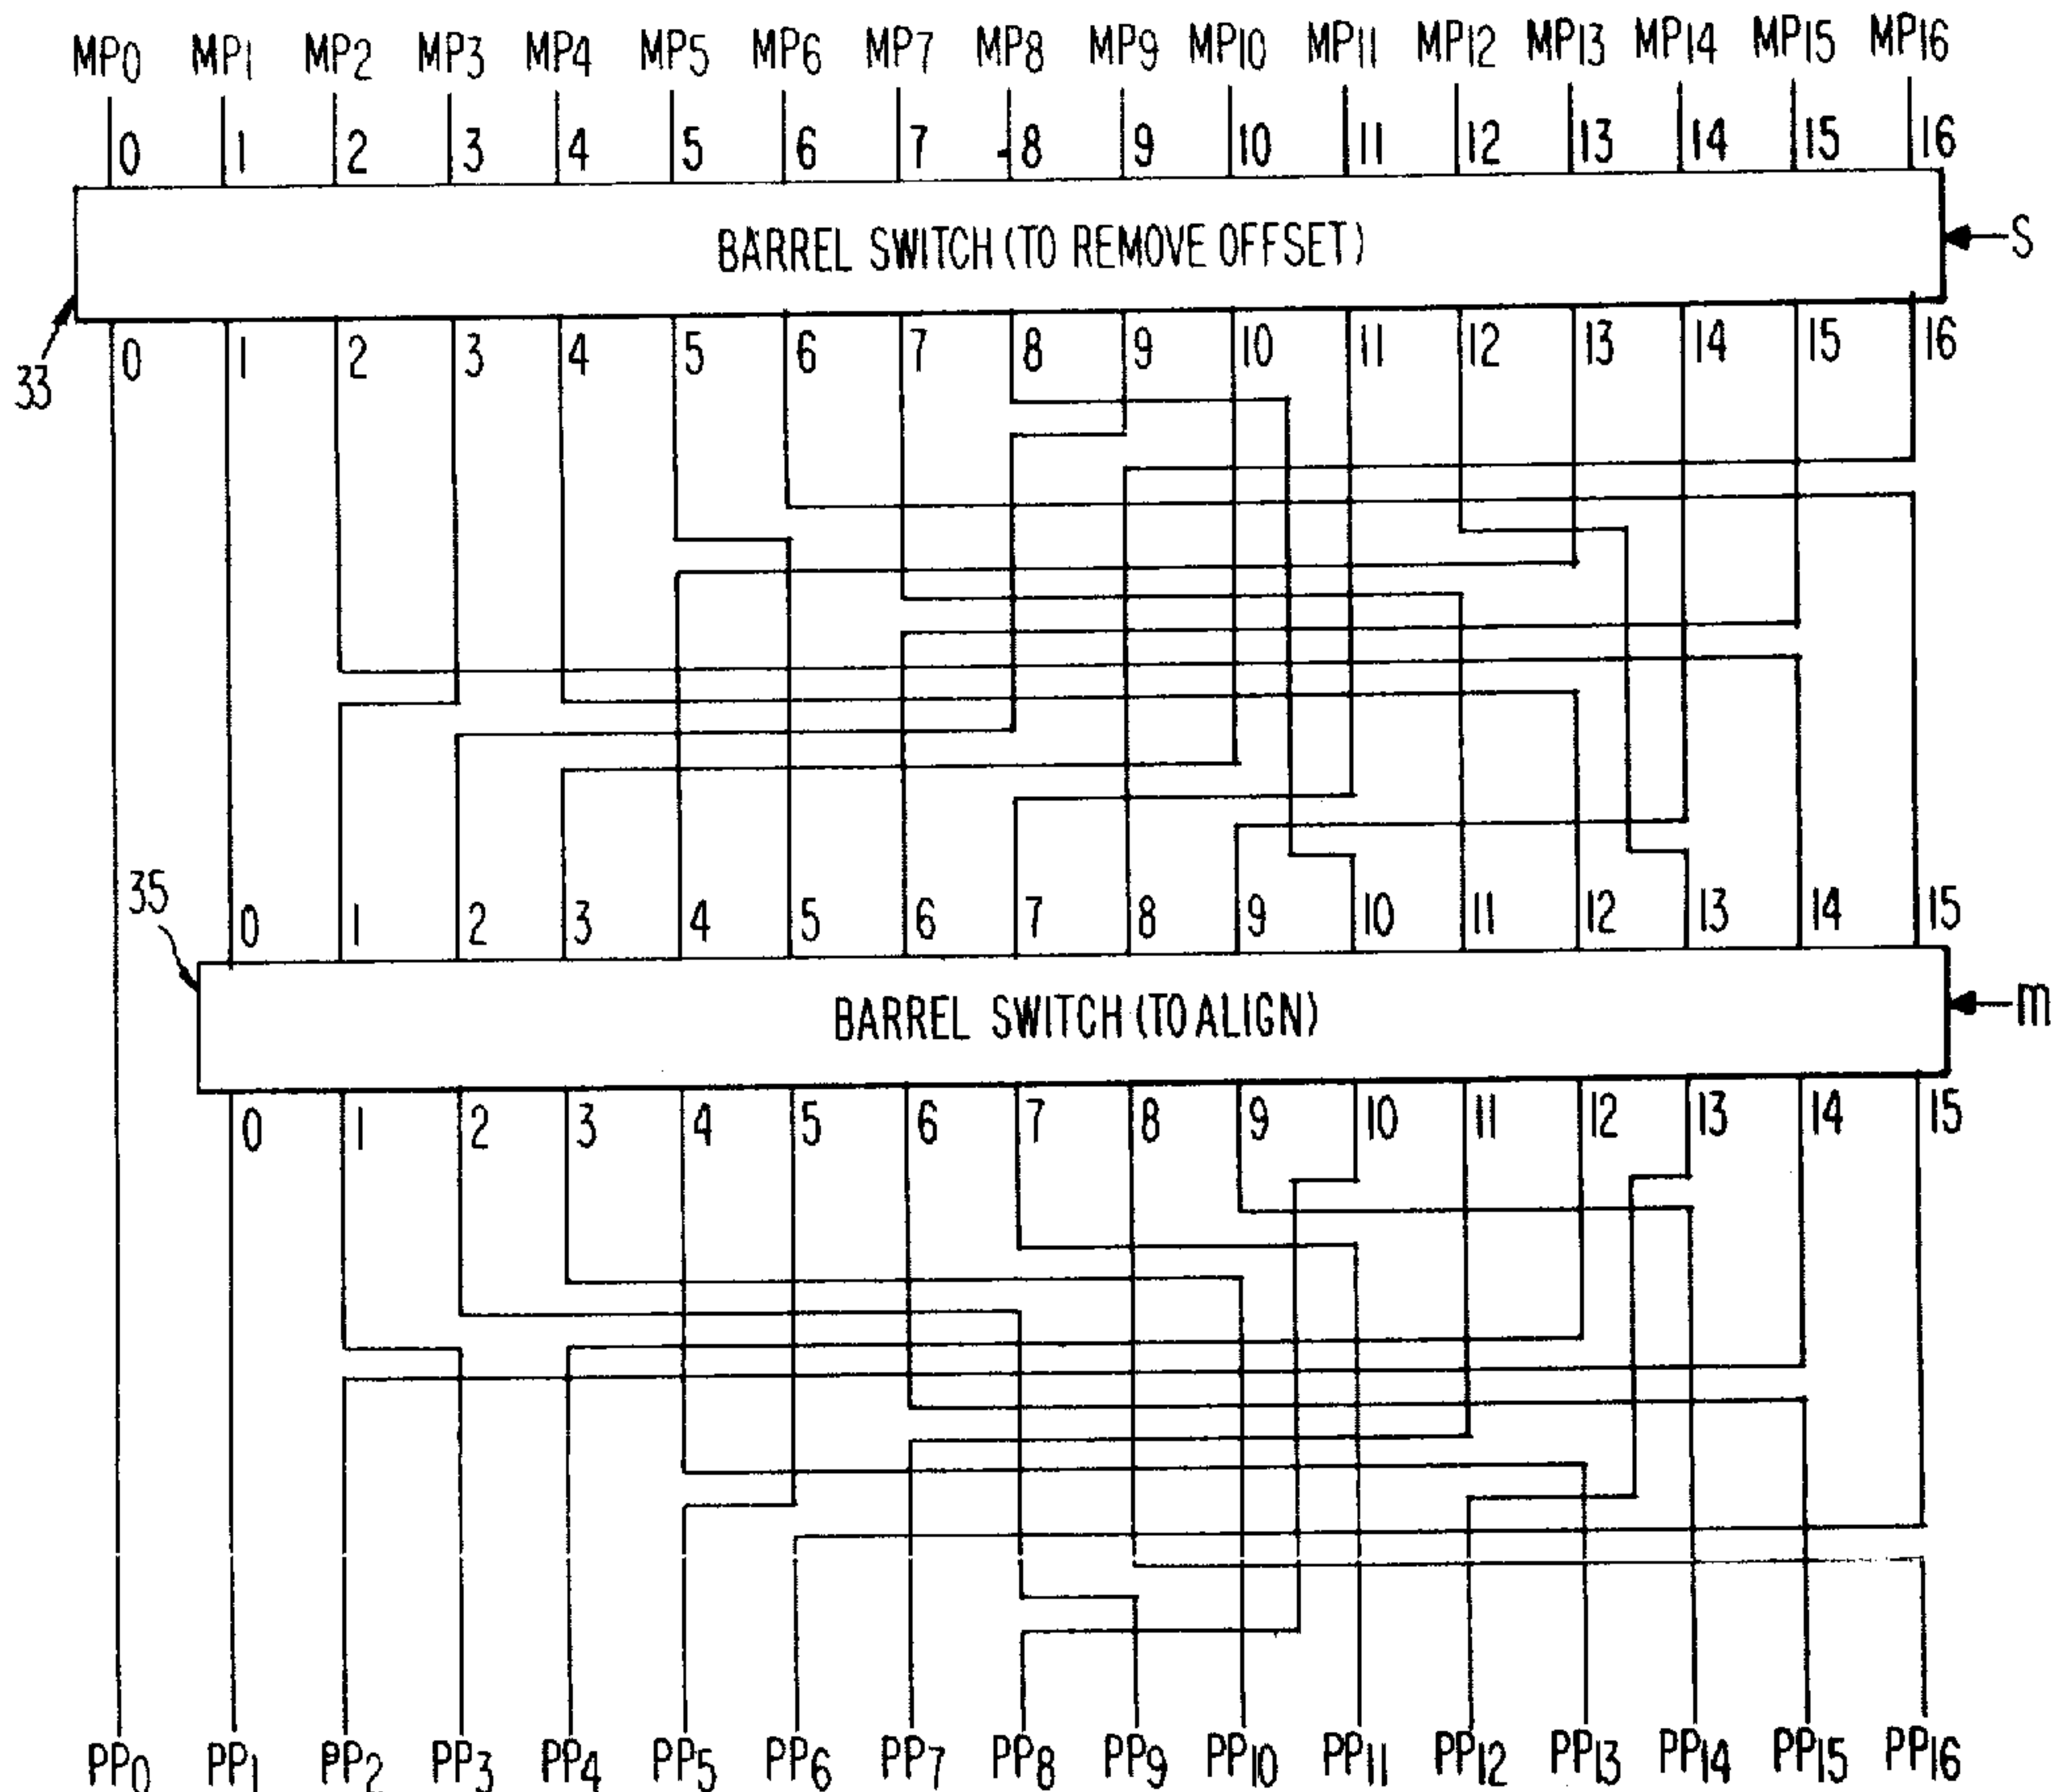 MP0 MP1 MP2 MP3 MP4 MP5 MP6 MP7 MP8 MP9 MP10 MP11 MP12 MP13 MP14 MP15 MP16
0 1 2 3 4 5 6 7 8 9 10 11 12 13 14 15 16
BARREL SWITCH (TO REMOVE OFFSET)
S
33
0 1 2 3 4 5 6 7 8 9 10 11 12 13 14 15 16
35
0 1 2 3 4 5 6 7 8 9 10 11 12 13 14 15
BARREL SWITCH (TO ALIGN)
m
0 1 2 3 4 5 6 7 8 9 10 11 12 13 14 15
PP0 PP1 PP2 PP3 PP4 PP5 PP6 PP7 PP8 PP9 PP10 PP11 PP12 PP13 PP14 PP15 PP16